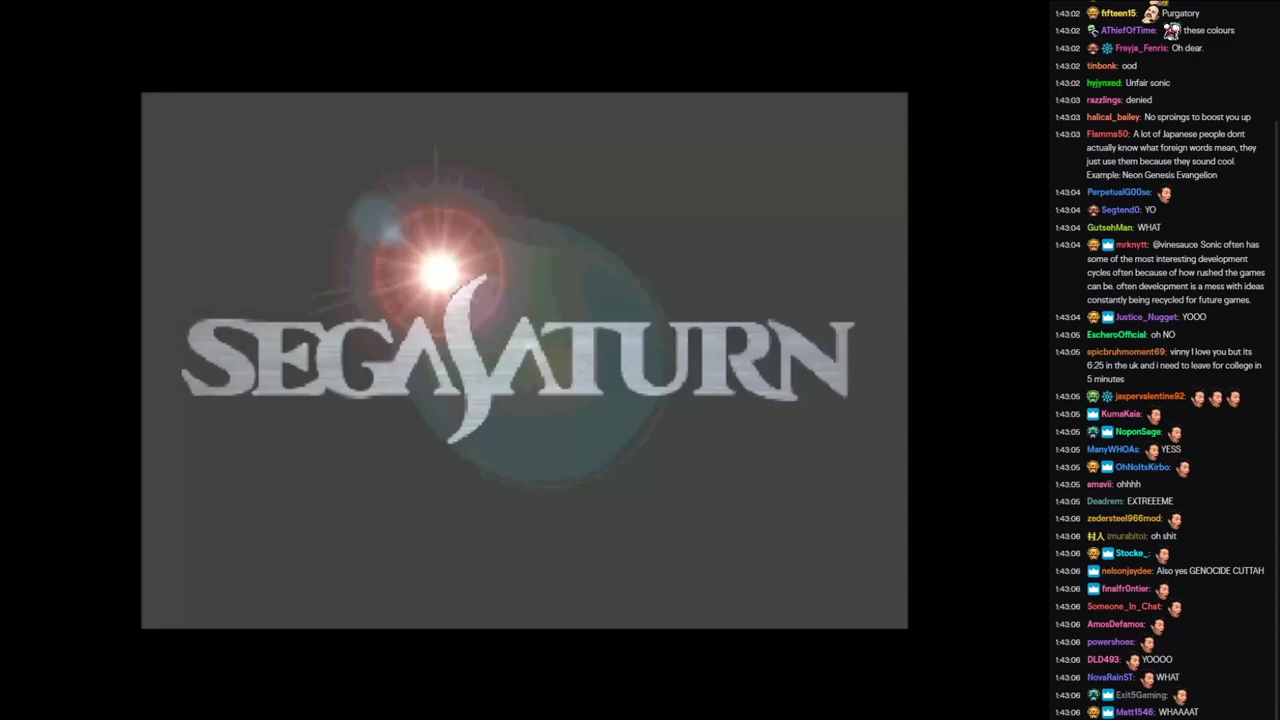 SEGA SATURN
1:43:02 fifteen15: Purgatory
1:43:02 AThiefOfTime: these colours
1:43:02 Freyja_Fenris: Oh dear.
1:43:02 tinbonk: ood
1:43:02 hyjynxed: Unfair sonic
1:43:03 razzlings: denied
1:43:03 halical_bailey: No sproings to boost you up
1:43:03 Flamma50: A lot of Japanese people dont
actually know what foreign words mean, they
just use them because they sound cool.
Example: Neon Genesis Evangelion
1:43:04 PerpetualG00se:
1:43:04 Segtend0: YO
1:43:04 GutsehMan: WHAT
1:43:04 mrknytt: @vinesauce Sonic often has
some of the most interesting development
cycles often because of how rushed the games
can be. often development is a mess with ideas
constantly being recycled for future games.
1:43:04 Justice_Nugget: YOOO
1:43:05 EscheroOfficial: oh NO
1:43:05 epicbruhmoment69: vinny I love you but its
6:25 in the uk and i need to leave for college in
5 minutes
1:43:05 jaspervalentine92:
1:43:05 KumaKaia:
1:43:05 NoponSage:
1:43:05 ManyWHOAs: YESS
1:43:05 OhNoItsKirbo:
1:43:05 amavii: ohhhh
1:43:05 Deadrem: EXTREEEME
1:43:06 zedersteel966mod:
1:43:06 村人 (murabito): oh shit
1:43:06 Stocke_:
1:43:06 nelsonjaydee: Also yes GENOCIDE CUTTAH
1:43:06 finalfr0ntier:
1:43:06 Someone_In_Chat:
1:43:06 AmosDefamos:
1:43:06 powershoes:
1:43:06 DLD493: YOOOO
1:43:06 NovaRainST: WHAT
1:43:06 Exit5Gaming:
1:43:06 Matt1546: WHAAAAT